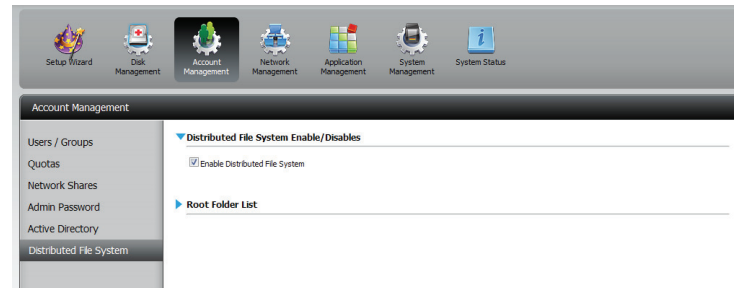 Setup Wizard
Disk Management
Account Management
Network Management
Application Management
System Management
System Status
Account Management
Users / Groups
Quotas
Network Shares
Admin Password
Active Directory
Distributed File System
Distributed File System Enable/Disables
Enable Distributed File System
Root Folder List